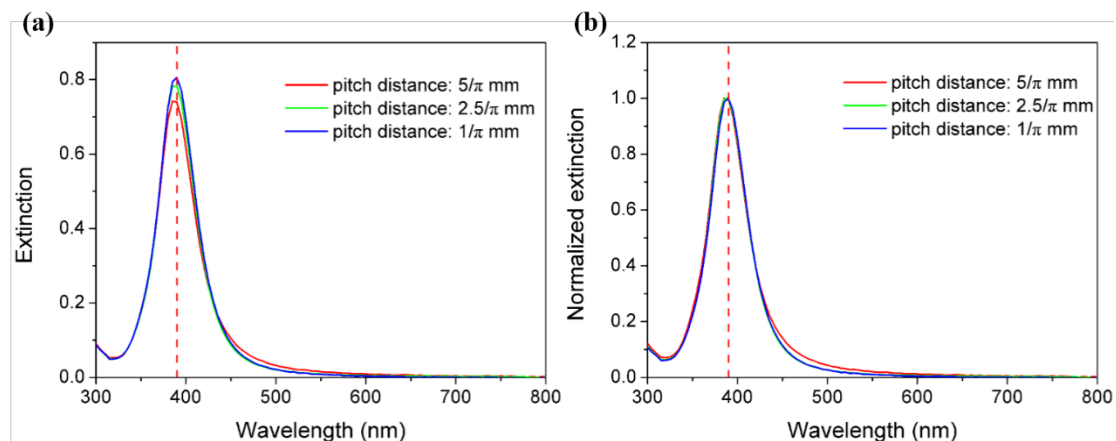 (a)
Extinction
0.8
0.6
0.4
0.2
0.0
pitch distance: 5/π mm
pitch distance: 2.5/π mm
pitch distance: 1/π mm
300 400 500 600 700 800
Wavelength (nm)
(b)
Normalized extinction
1.2
1.0
0.8
0.6
0.4
0.2
0.0
pitch distance: 5/π mm
pitch distance: 2.5/π mm
pitch distance: 1/π mm
300 400 500 600 700 800
Wavelength (nm)